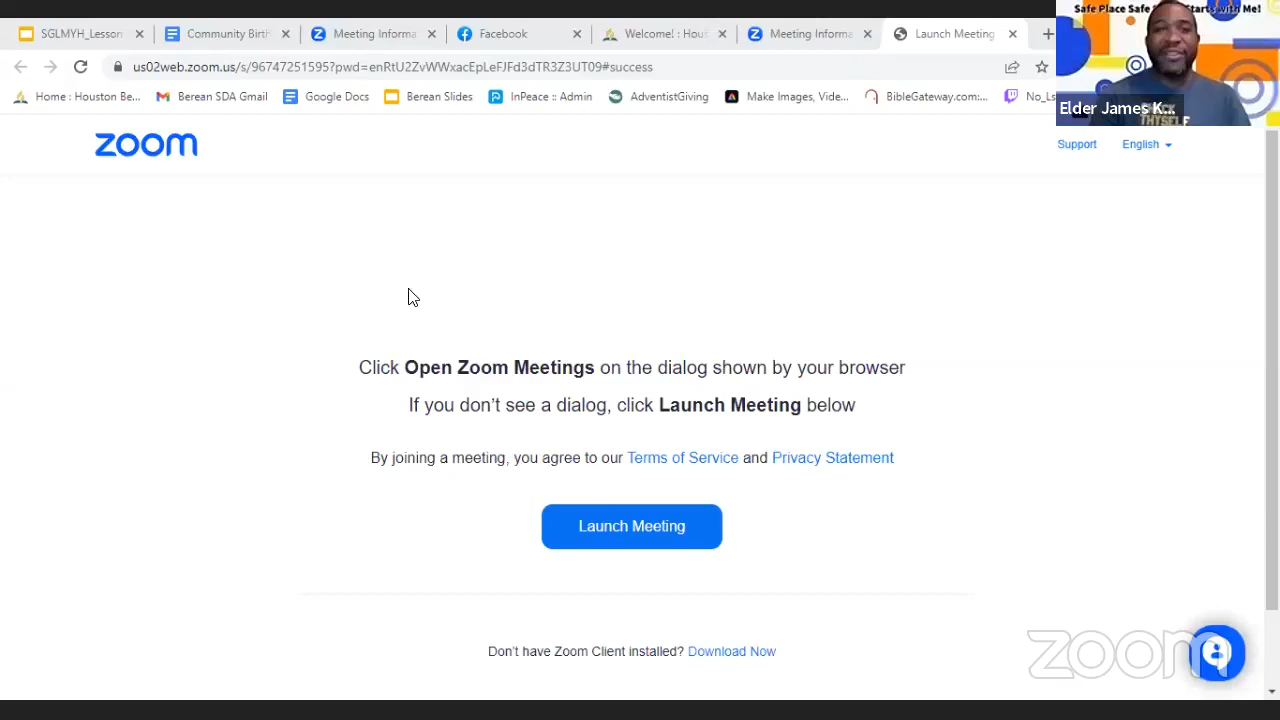 SGLMYH_Lesson
Community Birth
Meeting Informa
Facebook
Welcome! : Hous
Meeting Informa
Launch Meeting
Safe Place Safe Starts with Me!
us02web.zoom.us/s/96747251595?pwd=enRtU2ZvWWxacEpLeFJFd3dTR3Z3UT09#success
Home : Houston Be...
Berean SDA Gmail
Google Docs
Berean Slides
InPeace :: Admin
AdventistGiving
Make Images, Vide...
BibleGateway.com:...
No_Ls
Elder James K...
CHECK
THYSELF
zoom
Support
English
Click Open Zoom Meetings on the dialog shown by your browser
If you don’t see a dialog, click Launch Meeting below
By joining a meeting, you agree to our Terms of Service and Privacy Statement
Launch Meeting
Don’t have Zoom Client installed? Download Now
zoom